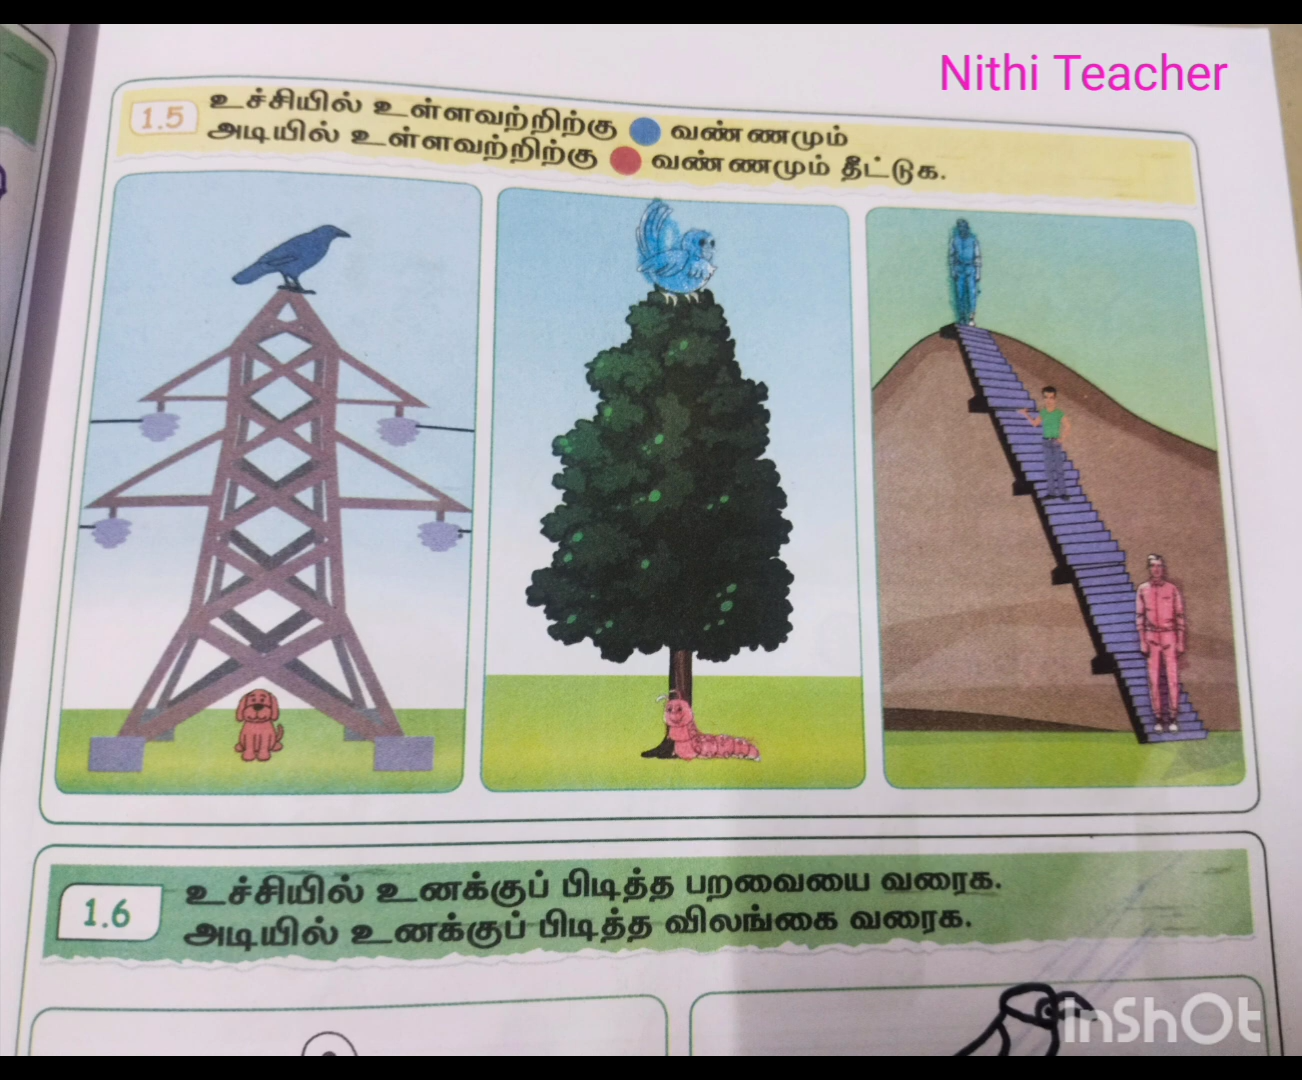 Nithi Teacher
1.5 உச்சியில் உள்ளவற்றிற்கு வண்ணமும்
அடியில் உள்ளவற்றிற்கு வண்ணமும் தீட்டுக.
1.6 உச்சியில் உனக்குப் பிடித்த பறவையை வரைக.
அடியில் உனக்குப் பிடித்த விலங்கை வரைக.
InShOt